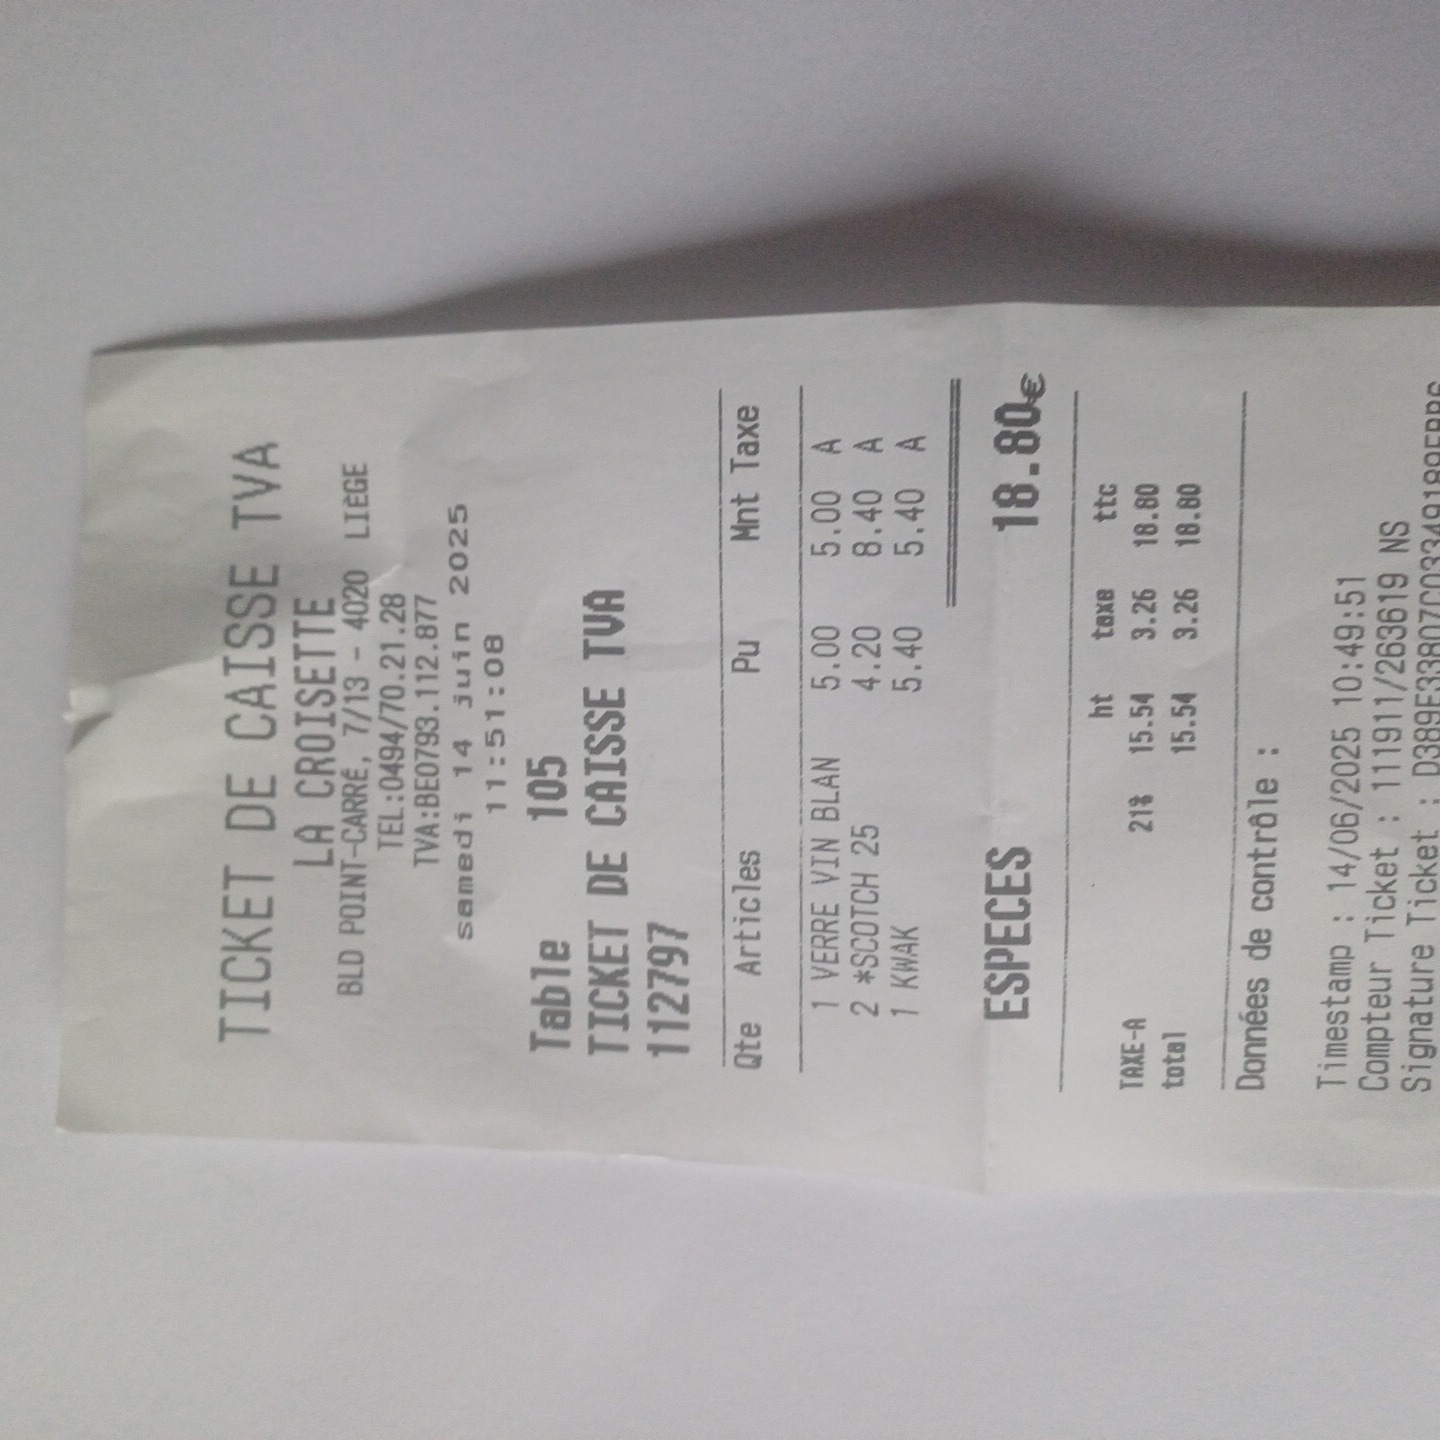 TICKET DE CAISSE TVA
LA CROISETTE
BLD POINT-CARRÉ, 7/13 - 4020 LIÈGE
TEL:0494/70.21.28
TVA:BE0793.112.877
samedi 14 juin 2025
11:51:08
Table 105
TICKET DE CAISSE TVA
112797
Qte Articles Pu Mnt Taxe
1 VERRE VIN BLAN 5.00 5.00 A
2 *SCOTCH 25 4.20 8.40 A
1 KWAK 5.40 5.40 A
ESPECES 18.80€
ht taxe ttc
TAXE-A 21% 15.54 3.26 18.80
total 15.54 3.26 18.80
Données de contrôle :
Timestamp : 14/06/2025 10:49:51
Compteur Ticket : 111911/263619 NS
Signature Ticket :